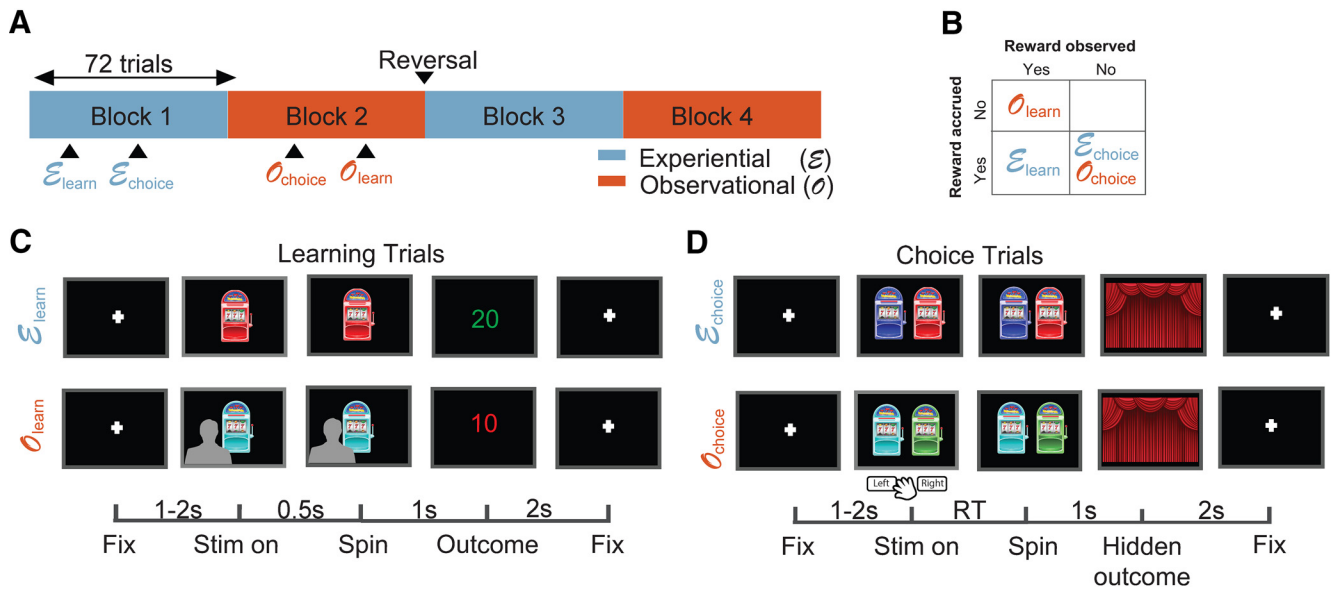 A
72 trials
Reversal
Block 1
Block 2
Block 3
Block 4
ℰlearn
ℰchoice
𝒪choice
𝒪learn
Experiential (ℰ)
Observational (𝒪)
B
Reward observed
Yes
No
Reward accrued
No
Yes
𝒪learn
ℰlearn
ℰchoice
𝒪choice
C
Learning Trials
ℰlearn
20
𝒪learn
10
1-2s
0.5s
1s
2s
Fix
Stim on
Spin
Outcome
Fix
D
Choice Trials
ℰchoice
𝒪choice
Left
Right
1-2s
RT
1s
2s
Fix
Stim on
Spin
Hidden
outcome
Fix